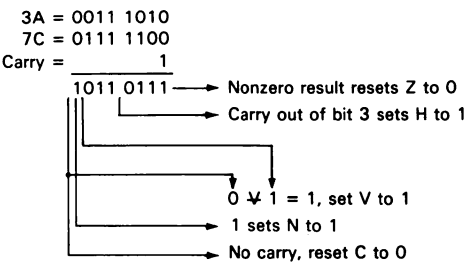 3A = 0011 1010
7C = 0111 1100
Carry = 1
1011 0111 Nonzero result resets Z to 0
Carry out of bit 3 sets H to 1
0 ⊻ 1 = 1, set V to 1
1 sets N to 1
No carry, reset C to 0